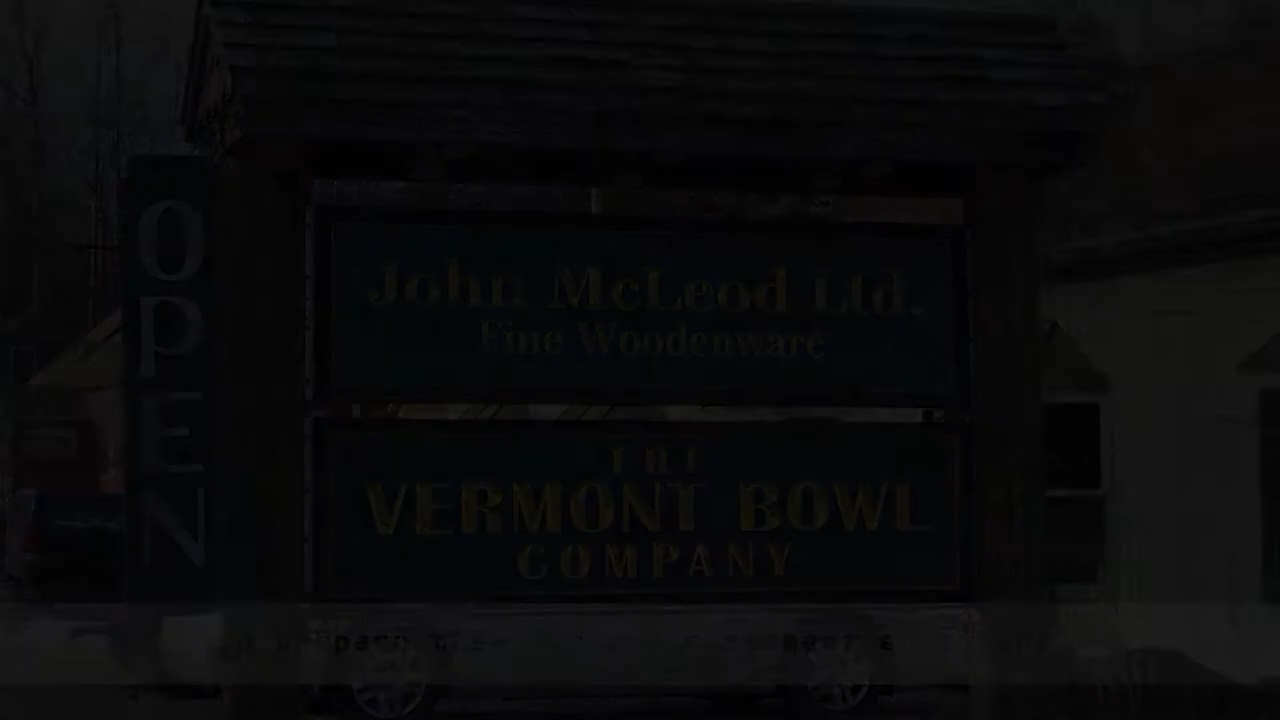 OPEN
John McLeod Ltd.
Fine Woodenware
THE
VERMONT BOWL
COMPANY